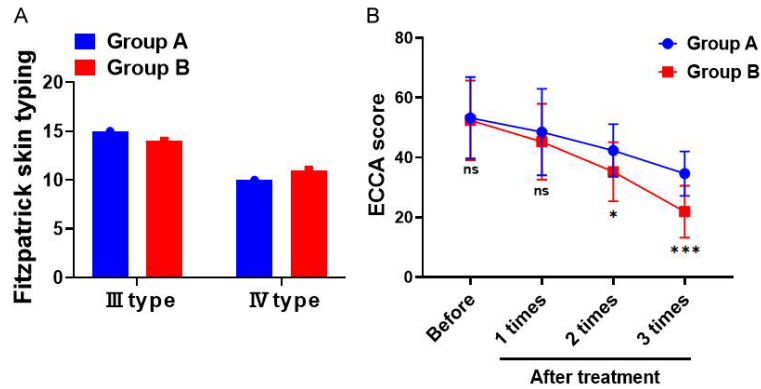 A
Group A
Group B
Fitzpatrick skin typing
20
15
10
5
0
Ⅲ type
Ⅳ type
B
Group A
Group B
ECCA score
80
60
40
20
0
ns
ns
*
***
Before
1 times
2 times
3 times
After treatment